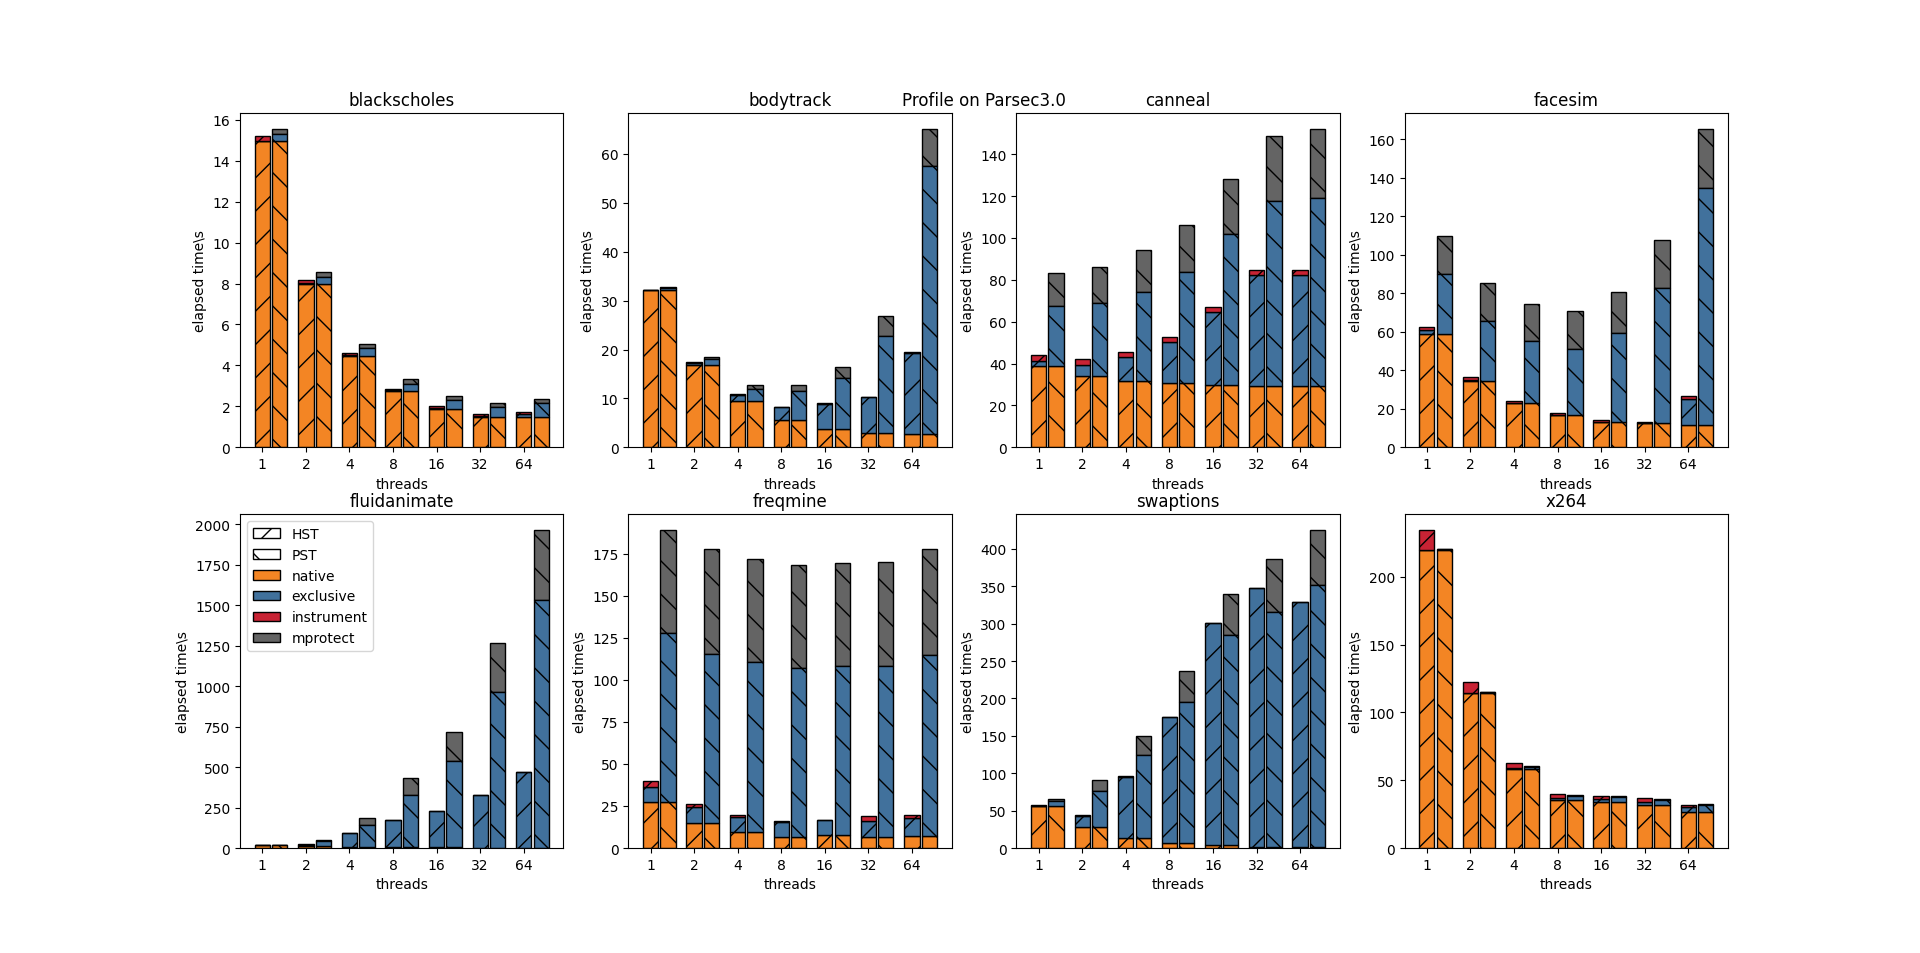 Profile on Parsec3.0
blackscholes
elapsed time\s
16
14
12
10
8
6
4
2
0
1 2 4 8 16 32 64
threads
bodytrack
elapsed time\s
60
50
40
30
20
10
0
1 2 4 8 16 32 64
threads
canneal
elapsed time\s
140
120
100
80
60
40
20
0
1 2 4 8 16 32 64
threads
facesim
elapsed time\s
160
140
120
100
80
60
40
20
0
1 2 4 8 16 32 64
threads
fluidanimate
elapsed time\s
2000
1750
1500
1250
1000
750
500
250
0
HST
PST
native
exclusive
instrument
mprotect
1 2 4 8 16 32 64
threads
freqmine
elapsed time\s
175
150
125
100
75
50
25
0
1 2 4 8 16 32 64
threads
swaptions
elapsed time\s
400
350
300
250
200
150
100
50
0
1 2 4 8 16 32 64
threads
x264
elapsed time\s
200
150
100
50
0
1 2 4 8 16 32 64
threads